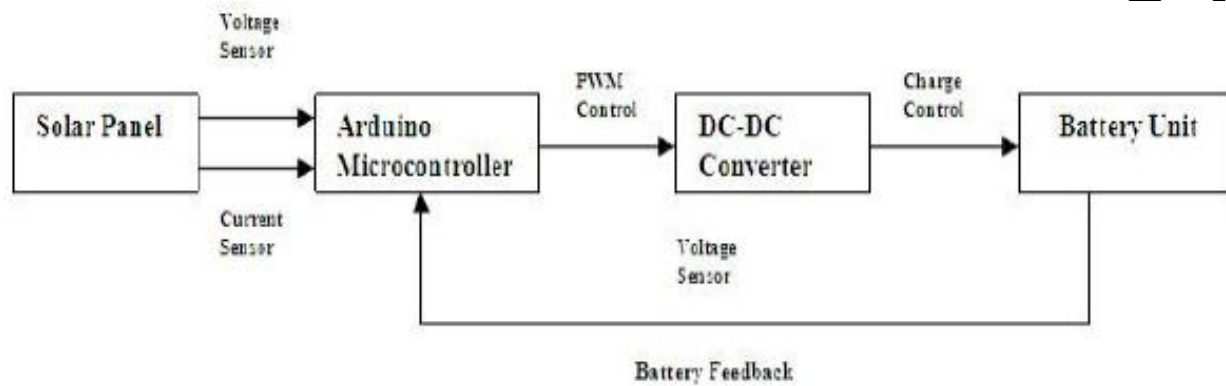 Voltage
Sensor
Solar Panel
Current
Sensor
Arduino
Microcontroller
PWM
Control
DC-DC
Converter
Charge
Control
Battery Unit
Voltage
Sensor
Battery Feedback